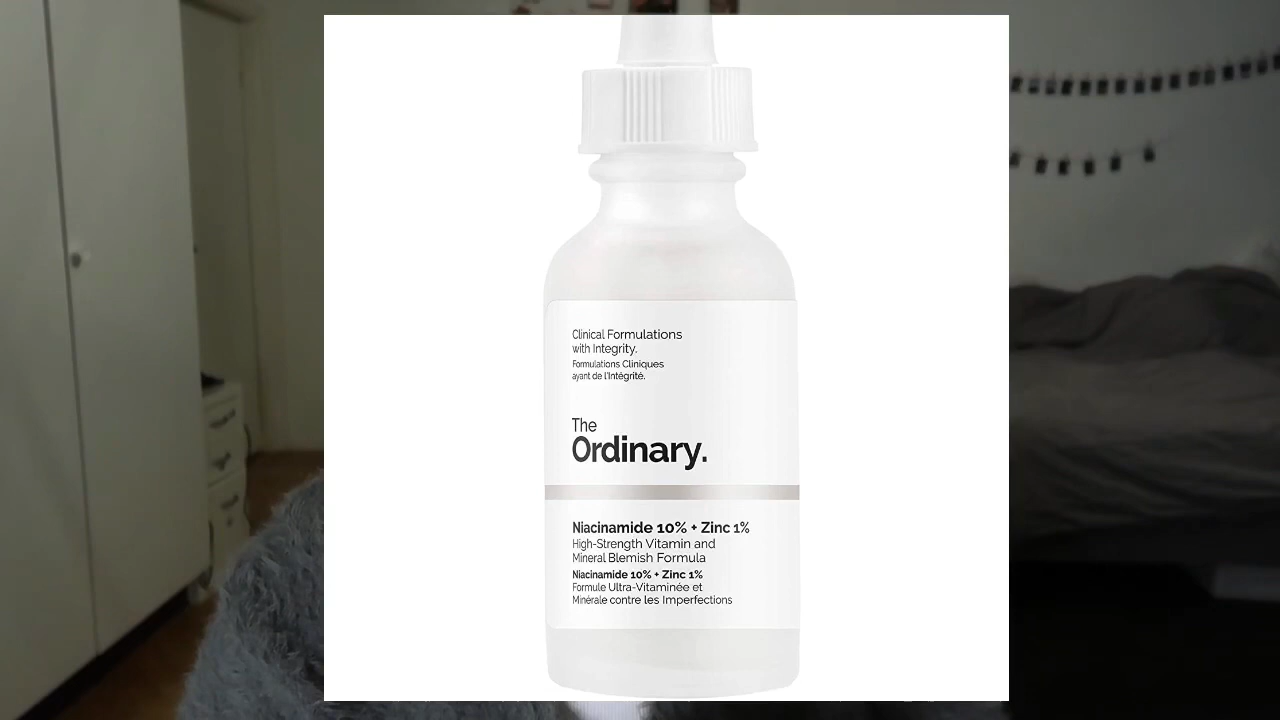 Clinical Formulations
with Integrity.
Formulations Cliniques
ayant de l'Intégrité.
The
Ordinary.
Niacinamide 10% + Zinc 1%
High-Strength Vitamin and
Mineral Blemish Formula
Niacinamide 10% + Zinc 1%
Formule Ultra-Vitaminée et
Minérale contre les Imperfections